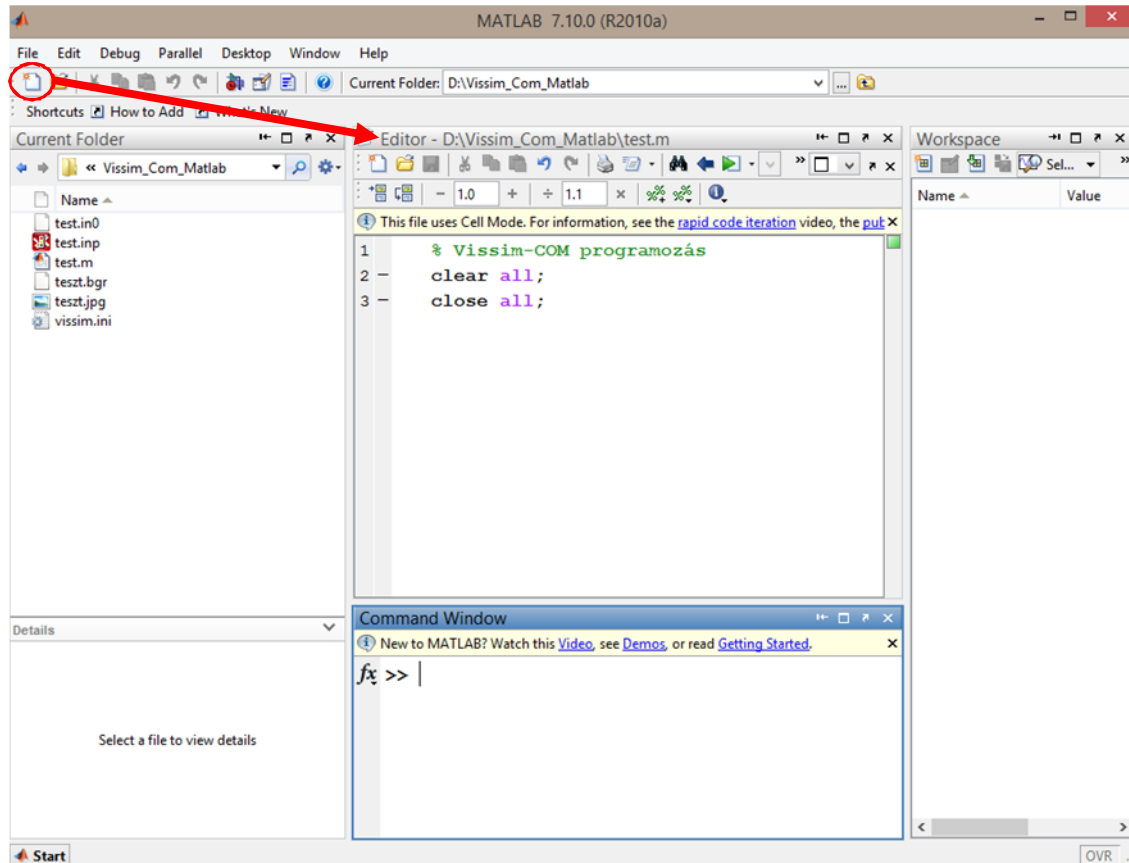 MATLAB 7.10.0 (R2010a)
File Edit Debug Parallel Desktop Window Help
Current Folder: D:\Vissim_Com_Matlab
Shortcuts How to Add What's New
Current Folder
« Vissim_Com_Matlab
Name
test.in0
test.inp
test.m
teszt.bgr
teszt.jpg
vissim.ini
Details
Select a file to view details
Editor - D:\Vissim_Com_Matlab\test.m
− 1.0 + ÷ 1.1 ×
This file uses Cell Mode. For information, see the rapid code iteration video, the pub
1 % Vissim-COM programozás
2 − clear all;
3 − close all;
Command Window
New to MATLAB? Watch this Video, see Demos, or read Getting Started.
fx >>
Workspace
Sel...
Name Value
Start
OVR